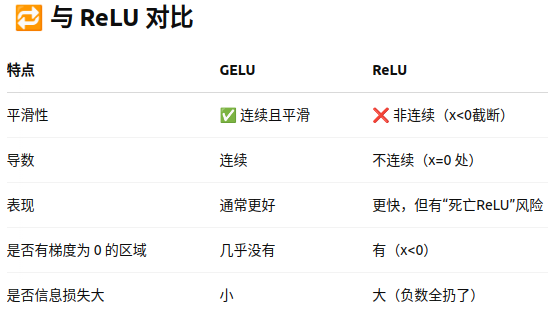 🔁 与 ReLU 对比
特点 GELU ReLU
平滑性 ✅ 连续且平滑 ❌ 非连续（x<0截断）
导数 连续 不连续（x=0 处）
表现 通常更好 更快，但有“死亡ReLU”风险
是否有梯度为 0 的区域 几乎没有 有（x<0）
是否信息损失大 小 大（负数全扔了）